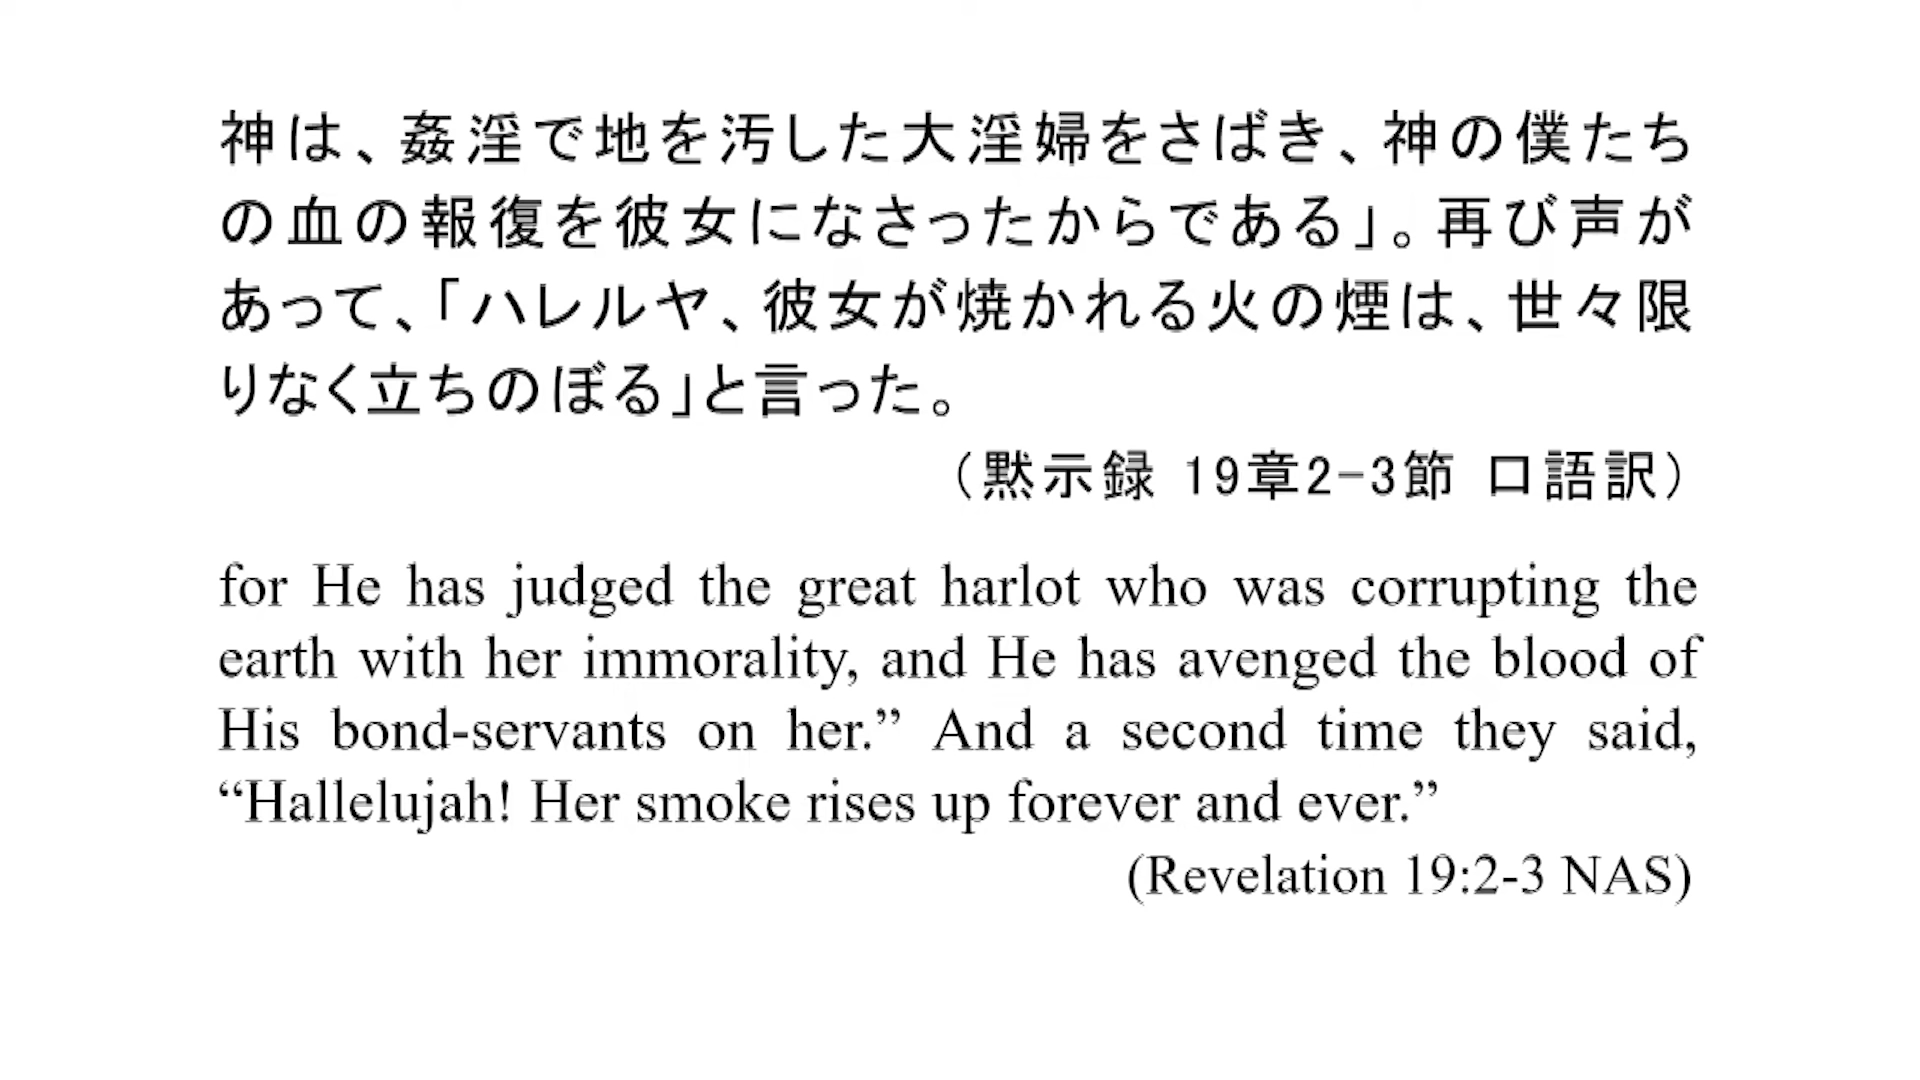 神は、姦淫で地を汚した大淫婦をさばき、神の僕たち
の血の報復を彼女になさったからである」。再び声が
あって、「ハレルヤ、彼女が焼かれる火の煙は、世々限
りなく立ちのぼる」と言った。
（黙示録 19章2-3節 口語訳）
for He has judged the great harlot who was corrupting the
earth with her immorality, and He has avenged the blood of
His bond-servants on her.” And a second time they said,
“Hallelujah! Her smoke rises up forever and ever.”
(Revelation 19:2-3 NAS)